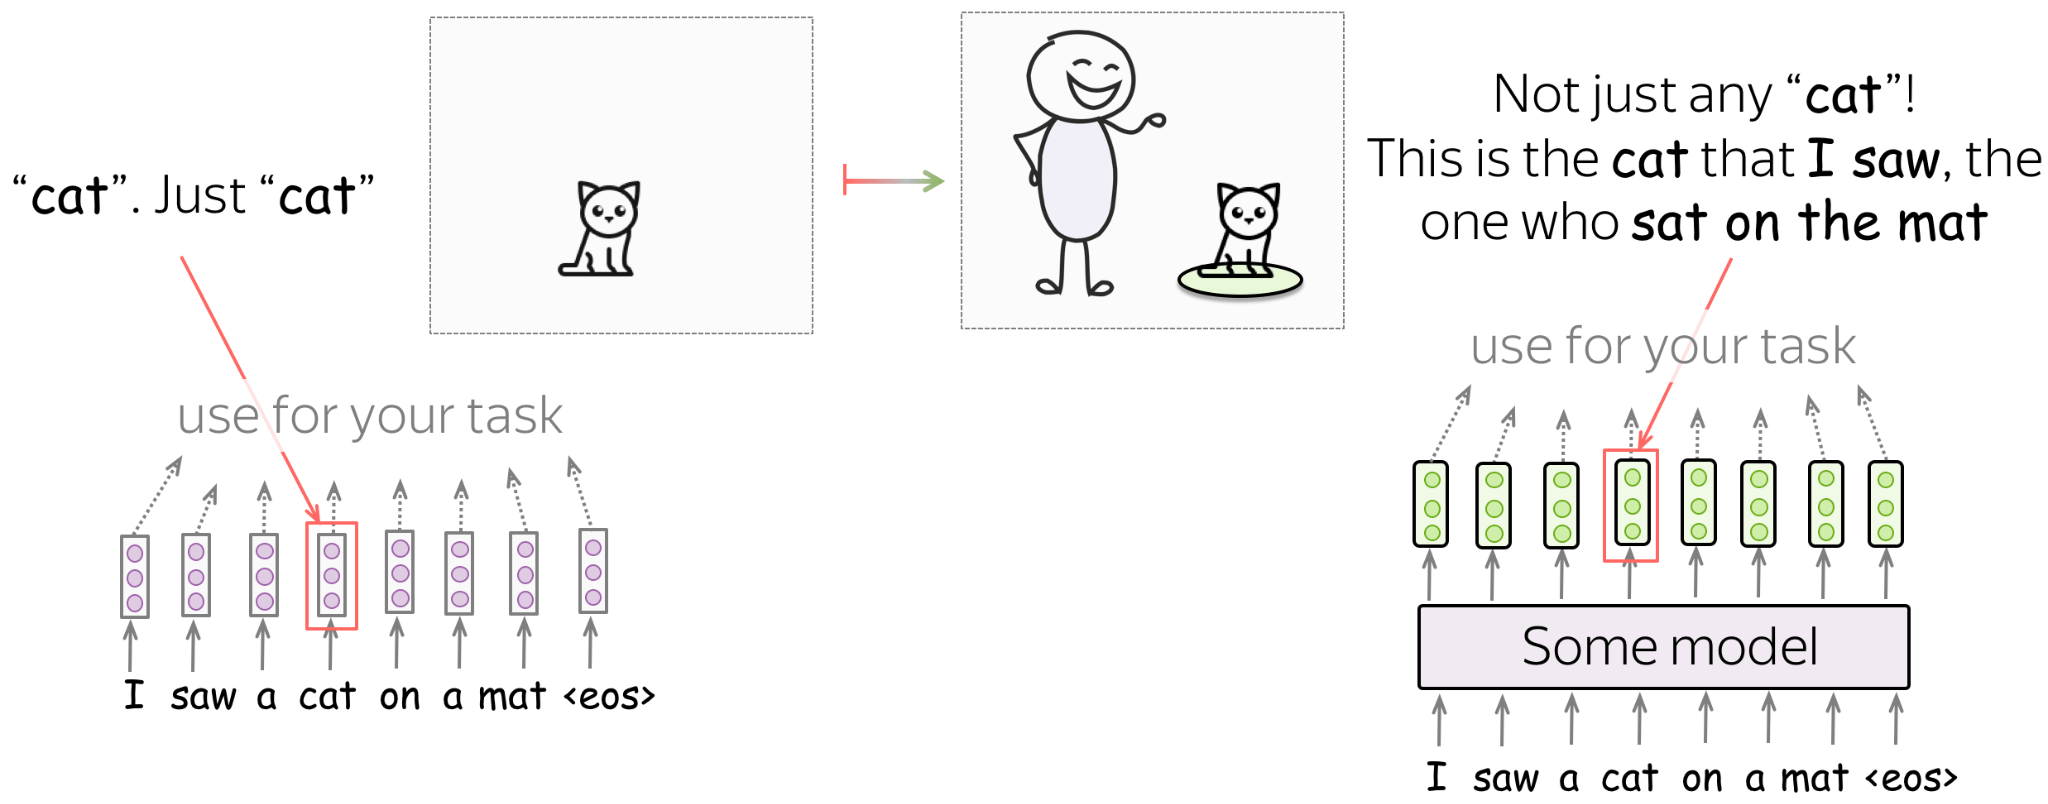 “cat”. Just “cat”
Not just any “cat”!
This is the cat that I saw, the
one who sat on the mat
use for your task
I saw a cat on a mat <eos>
use for your task
Some model
I saw a cat on a mat <eos>